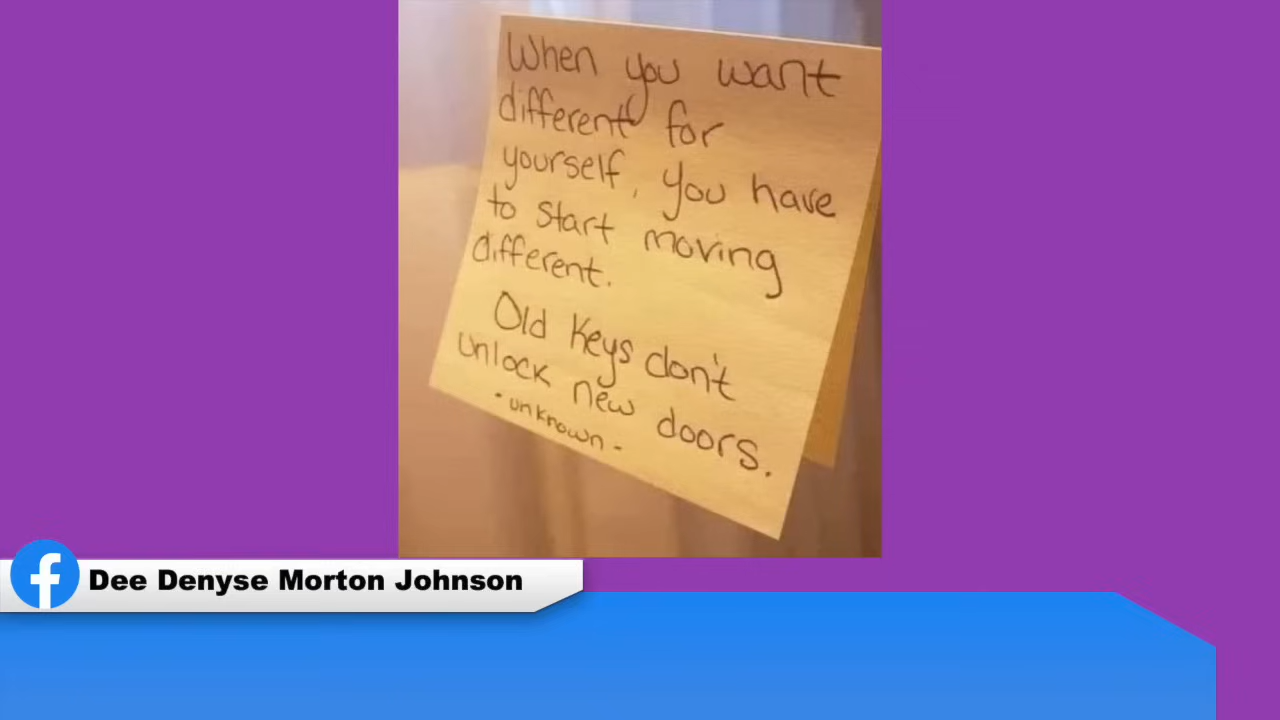 When you want
different for
yourself, you have
to start moving
different.
Old Keys don't
unlock new doors.
- unknown -
Dee Denyse Morton Johnson